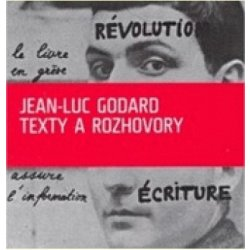 RÉVOLUTION
le livre
en grève
JEAN-LUC GODARD
TEXTY A ROZHOVORY
assure
l'information
ÉCRITURE